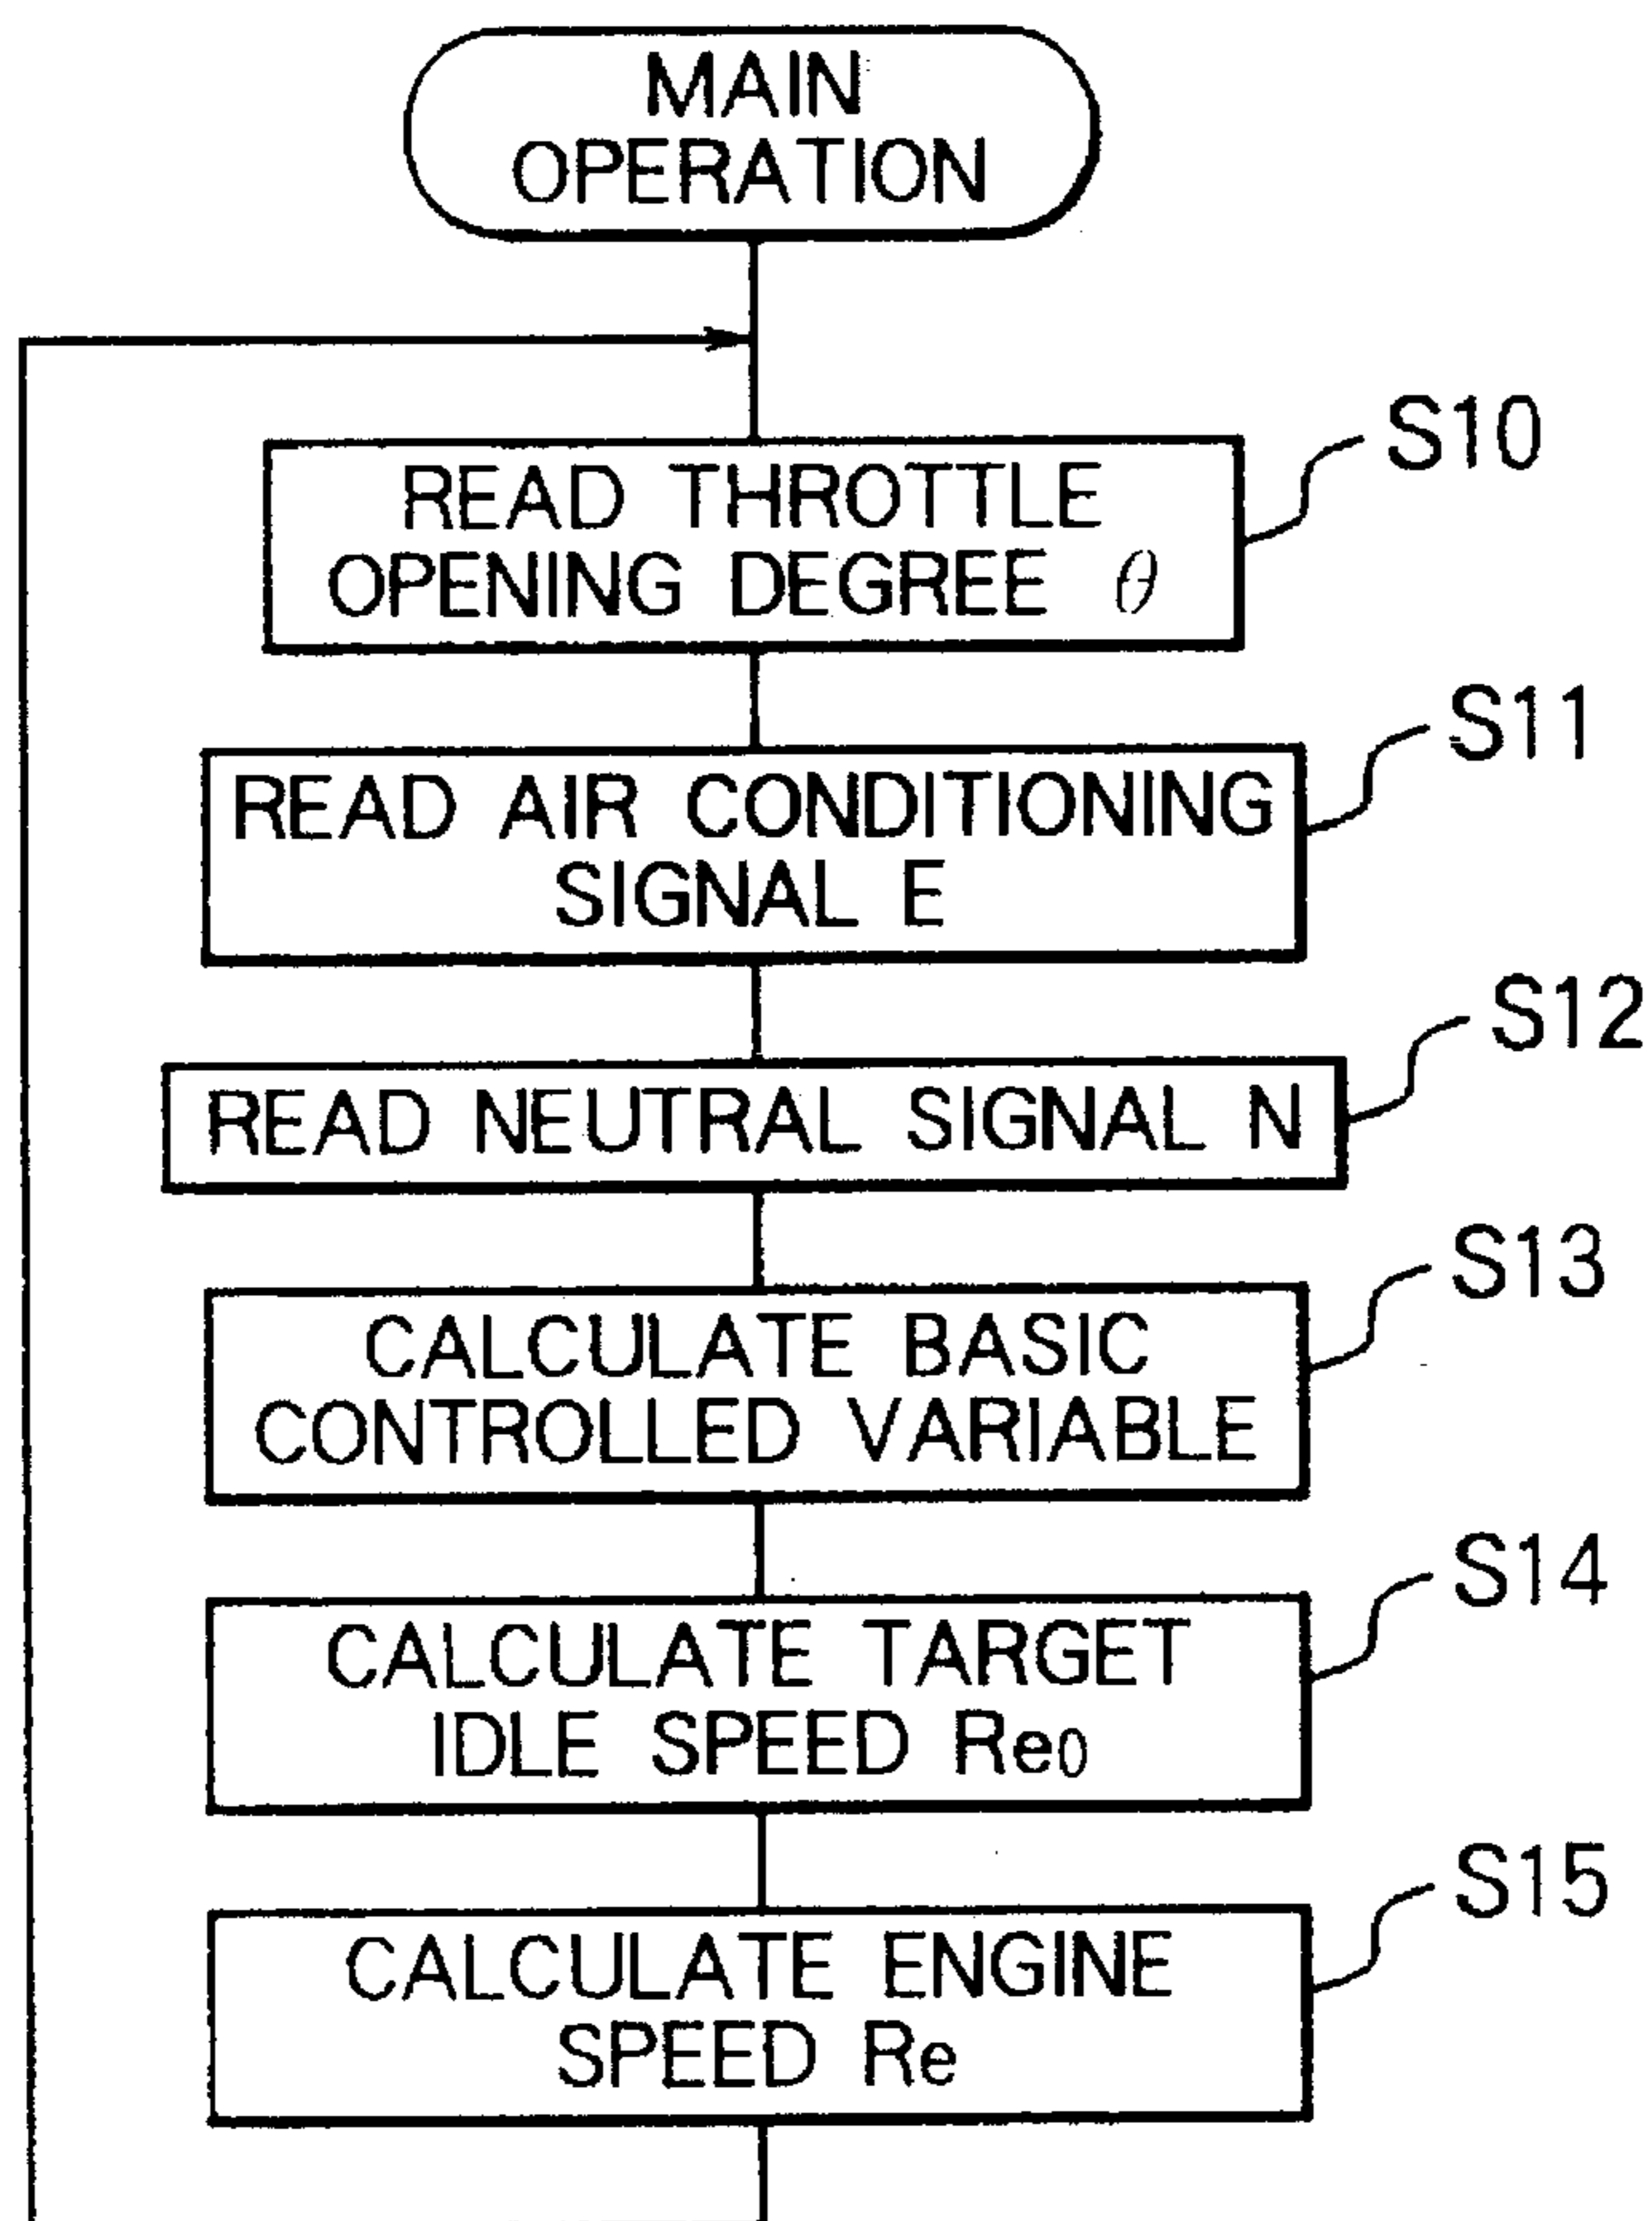 MAIN
OPERATION
S10
READ THROTTLE
OPENING DEGREE θ
S11
READ AIR CONDITIONING
SIGNAL E
S12
READ NEUTRAL SIGNAL N
S13
CALCULATE BASIC
CONTROLLED VARIABLE
S14
CALCULATE TARGET
IDLE SPEED Re0
S15
CALCULATE ENGINE
SPEED Re